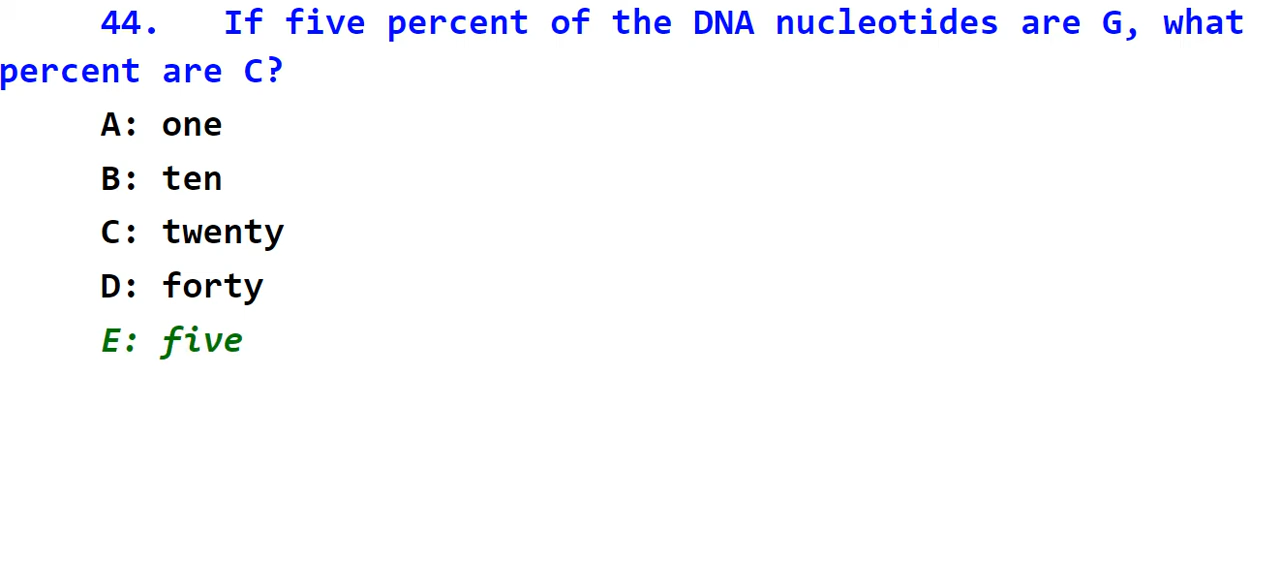 44. If five percent of the DNA nucleotides are G, what
percent are C?
A: one
B: ten
C: twenty
D: forty
E: five